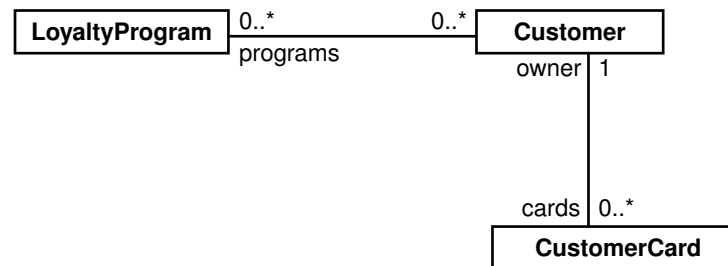 LoyaltyProgram
0..*
programs
0..*
Customer
owner 1
cards 0..*
CustomerCard